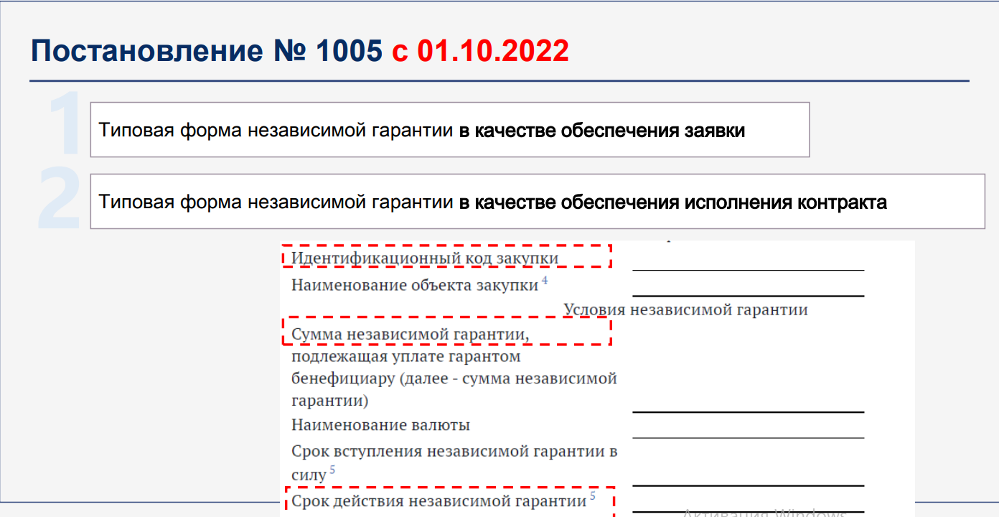 Постановление № 1005 с 01.10.2022
1
Типовая форма независимой гарантии в качестве обеспечения заявки
2
Типовая форма независимой гарантии в качестве обеспечения исполнения контракта
Идентификационный код закупки
Наименование объекта закупки 4
Условия независимой гарантии
Сумма независимой гарантии,
подлежащая уплате гарантом
бенефициару (далее - сумма независимой
гарантии)
Наименование валюты
Срок вступления независимой гарантии в
силу 5
Срок действия независимой гарантии 5
Активация Windows